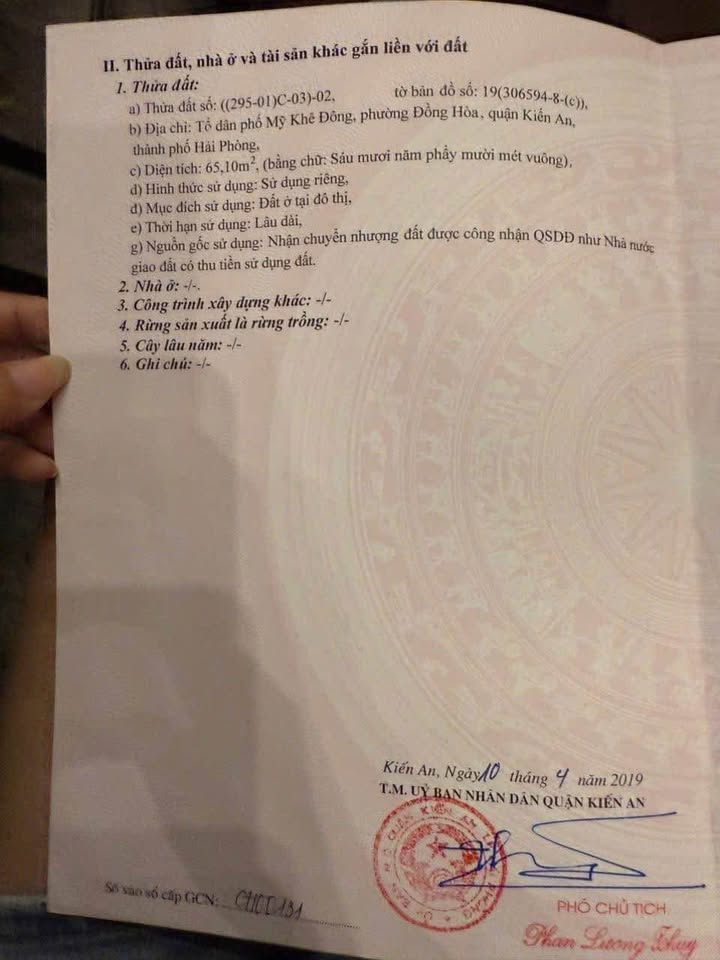 II. Thửa đất, nhà ở và tài sản khác gắn liền với đất
1. Thửa đất:
a) Thửa đất số: ((295-01)C-03)-02, tờ bản đồ số: 19(306594-8-(c)),
b) Địa chỉ: Tổ dân phố Mỹ Khê Đông, phường Đồng Hòa, quận Kiến An,
thành phố Hải Phòng,
c) Diện tích: 65,10m², (bằng chữ: Sáu mươi năm phẩy mười mét vuông),
d) Hình thức sử dụng: Sử dụng riêng,
đ) Mục đích sử dụng: Đất ở tại đô thị,
e) Thời hạn sử dụng: Lâu dài,
g) Nguồn gốc sử dụng: Nhận chuyển nhượng đất được công nhận QSDĐ như Nhà nước
giao đất có thu tiền sử dụng đất.
2. Nhà ở: -/-.
3. Công trình xây dựng khác: -/-
4. Rừng sản xuất là rừng trồng: -/-
5. Cây lâu năm: -/-
6. Ghi chú: -/-
Kiến An, Ngày 10 tháng 4 năm 2019
T.M. UỶ BAN NHÂN DÂN QUẬN KIẾN AN
PHÓ CHỦ TỊCH
Phan Lương Thuy
Số vào sổ cấp GCN: